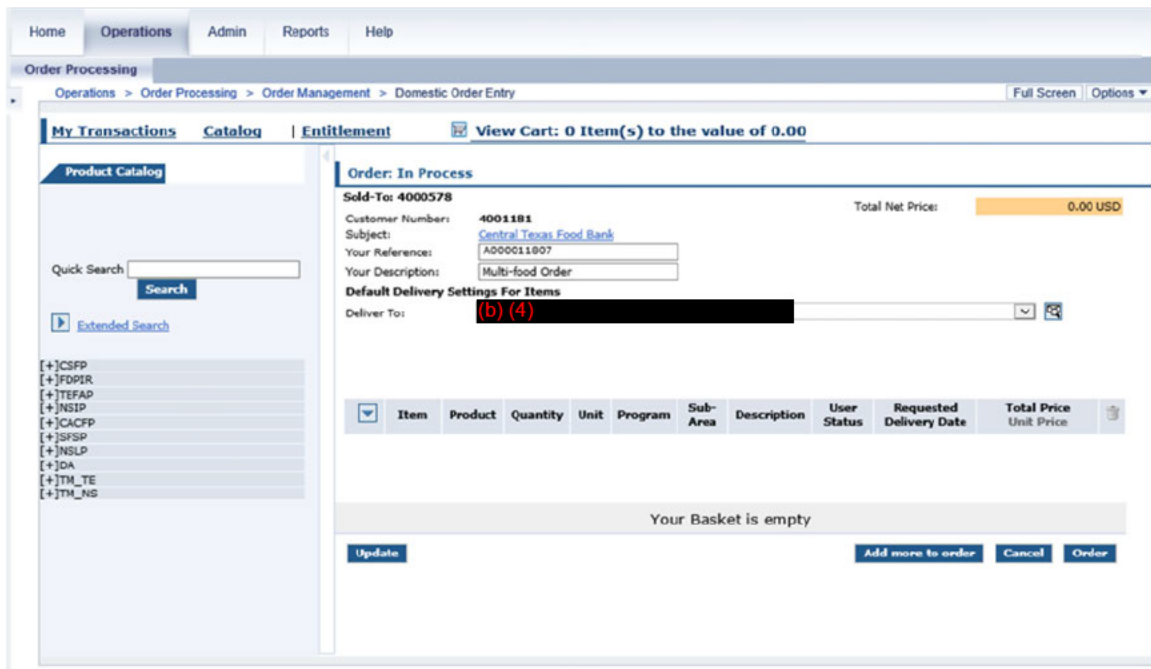 Home Operations Admin Reports Help
Order Processing
Operations > Order Processing > Order Management > Domestic Order Entry Full Screen Options
My Transactions Catalog | Entitlement View Cart: 0 Item(s) to the value of 0.00
Product Catalog
Quick Search
Search
Extended Search
[+]CSFP
[+]FDPIR
[+]TEFAP
[+]NSIP
[+]CACFP
[+]SFSP
[+]NSLP
[+]DA
[+]TM_TE
[+]TM_NS
Order: In Process
Sold-To: 4000578
Total Net Price: 0.00 USD
Customer Number: 4001181
Subject: Central Texas Food Bank
Your Reference: A000011807
Your Description: Multi-food Order
Default Delivery Settings For Items
Deliver To: (b) (4)
Item Product Quantity Unit Program Sub-Area Description User Status Requested Delivery Date Total Price Unit Price
Your Basket is empty
Update Add more to order Cancel Order